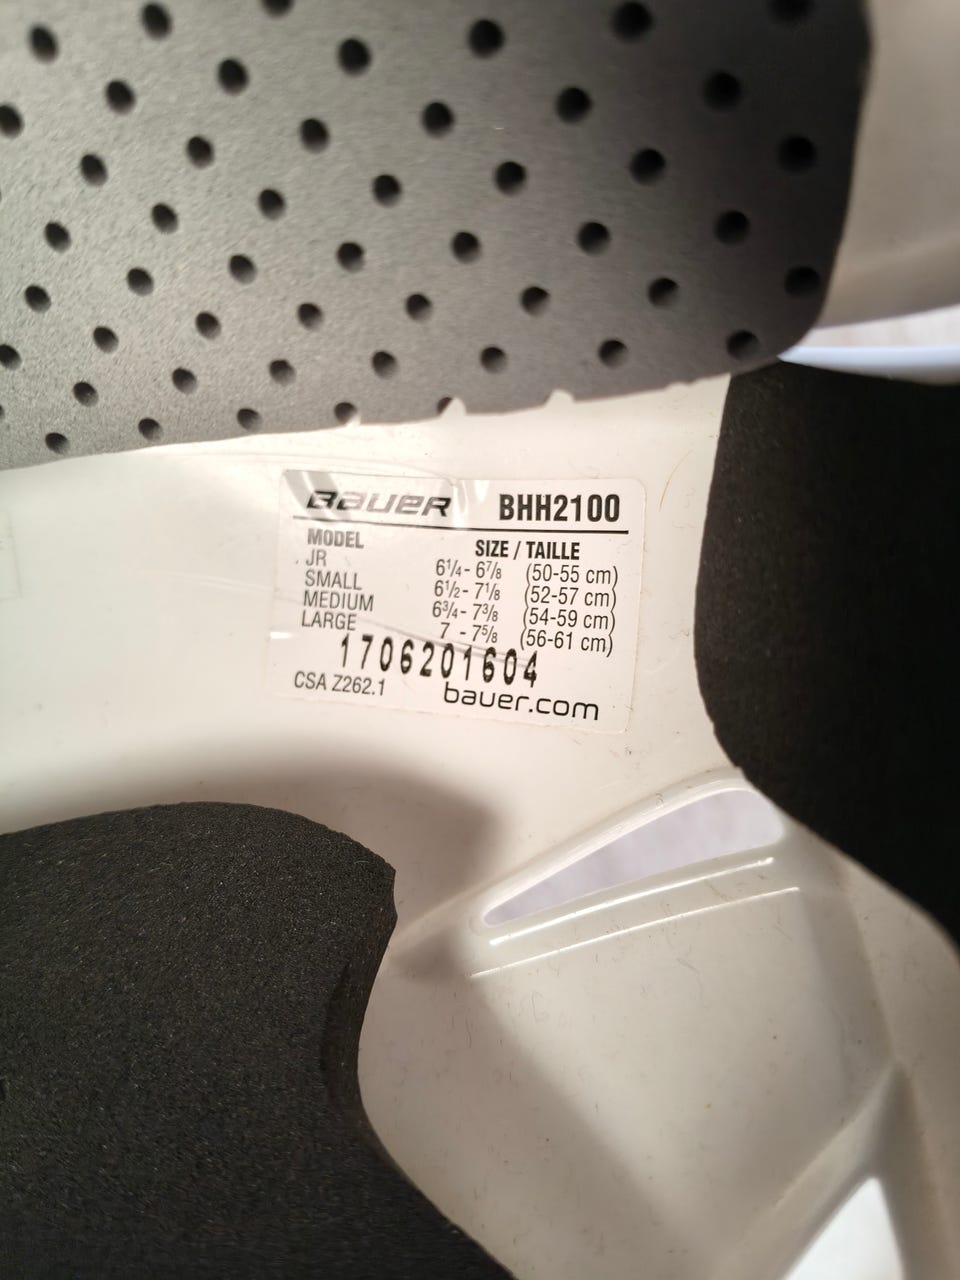 BAUER BHH2100
MODEL SIZE / TAILLE
JR 6¼- 6⅞ (50-55 cm)
SMALL 6½- 7⅛ (52-57 cm)
MEDIUM 6¾- 7⅜ (54-59 cm)
LARGE 7 - 7⅝ (56-61 cm)
1706201604
CSA Z262.1 bauer.com